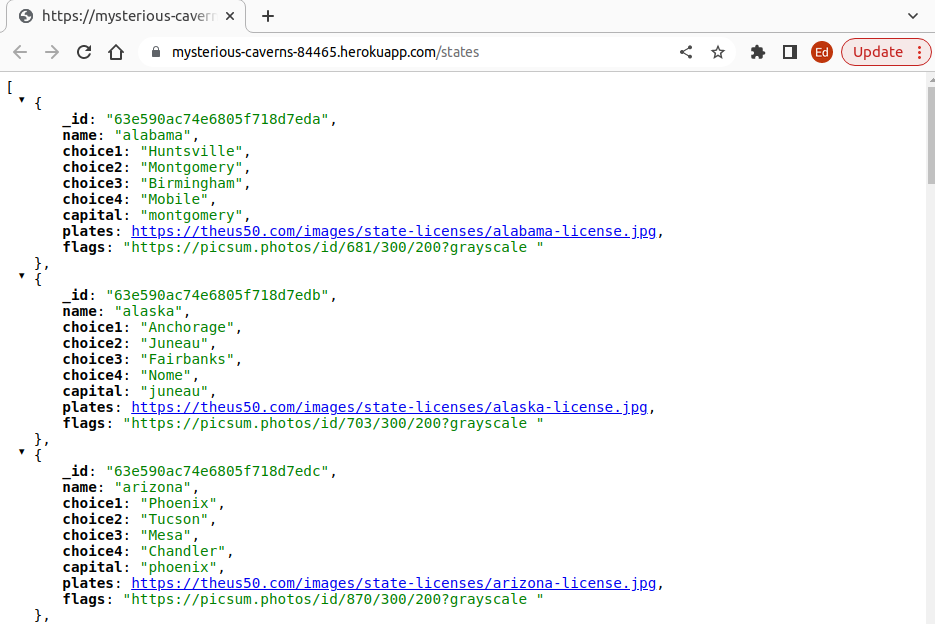 https://mysterious-cavern
mysterious-caverns-84465.herokuapp.com/states
Ed
Update
[
{
_id: "63e590ac74e6805f718d7eda",
name: "alabama",
choice1: "Huntsville",
choice2: "Montgomery",
choice3: "Birmingham",
choice4: "Mobile",
capital: "montgomery",
plates: https://theus50.com/images/state-licenses/alabama-license.jpg,
flags: "https://picsum.photos/id/681/300/200?grayscale "
},
{
_id: "63e590ac74e6805f718d7edb",
name: "alaska",
choice1: "Anchorage",
choice2: "Juneau",
choice3: "Fairbanks",
choice4: "Nome",
capital: "juneau",
plates: https://theus50.com/images/state-licenses/alaska-license.jpg,
flags: "https://picsum.photos/id/703/300/200?grayscale "
},
{
_id: "63e590ac74e6805f718d7edc",
name: "arizona",
choice1: "Phoenix",
choice2: "Tucson",
choice3: "Mesa",
choice4: "Chandler",
capital: "phoenix",
plates: https://theus50.com/images/state-licenses/arizona-license.jpg,
flags: "https://picsum.photos/id/870/300/200?grayscale "
},